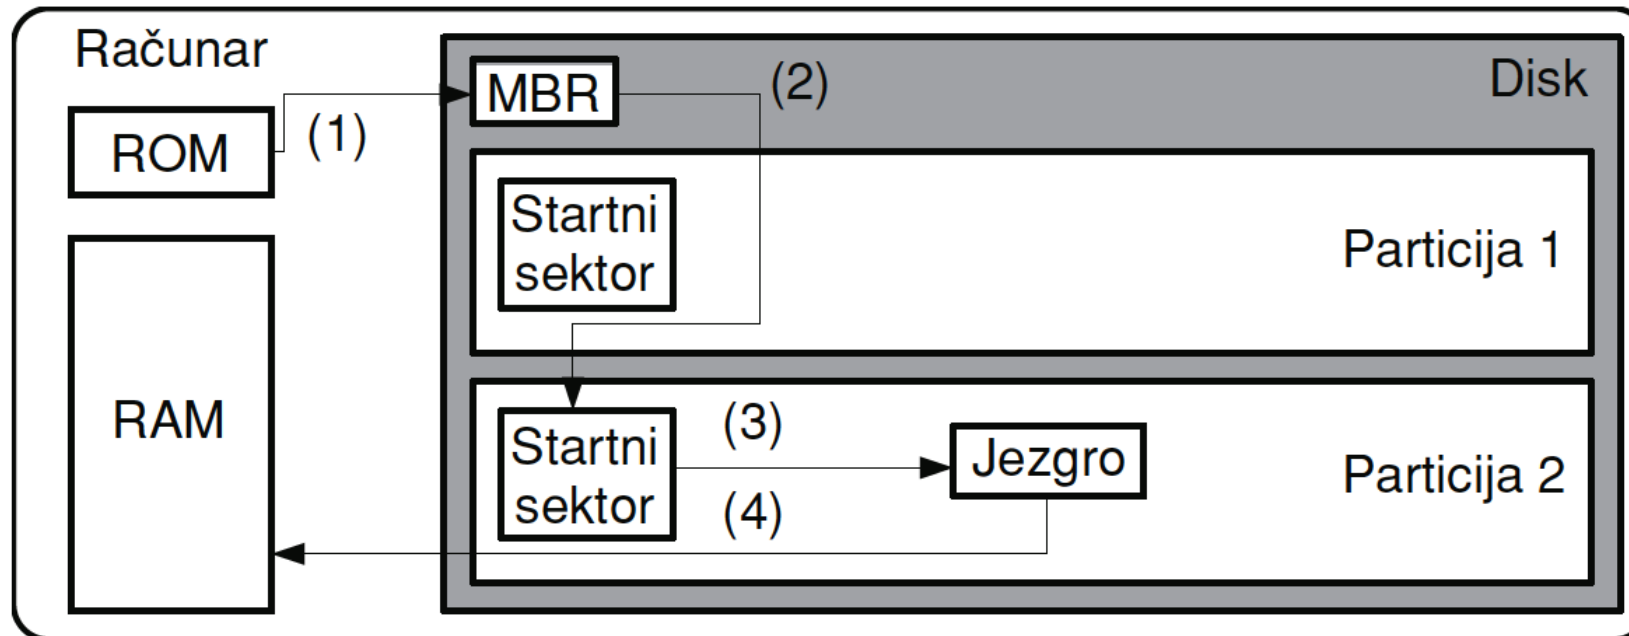 Računar
Disk
MBR
(2)
ROM
(1)
Startni
sektor
Particija 1
RAM
Startni
sektor
(3)
Jezgro
Particija 2
(4)